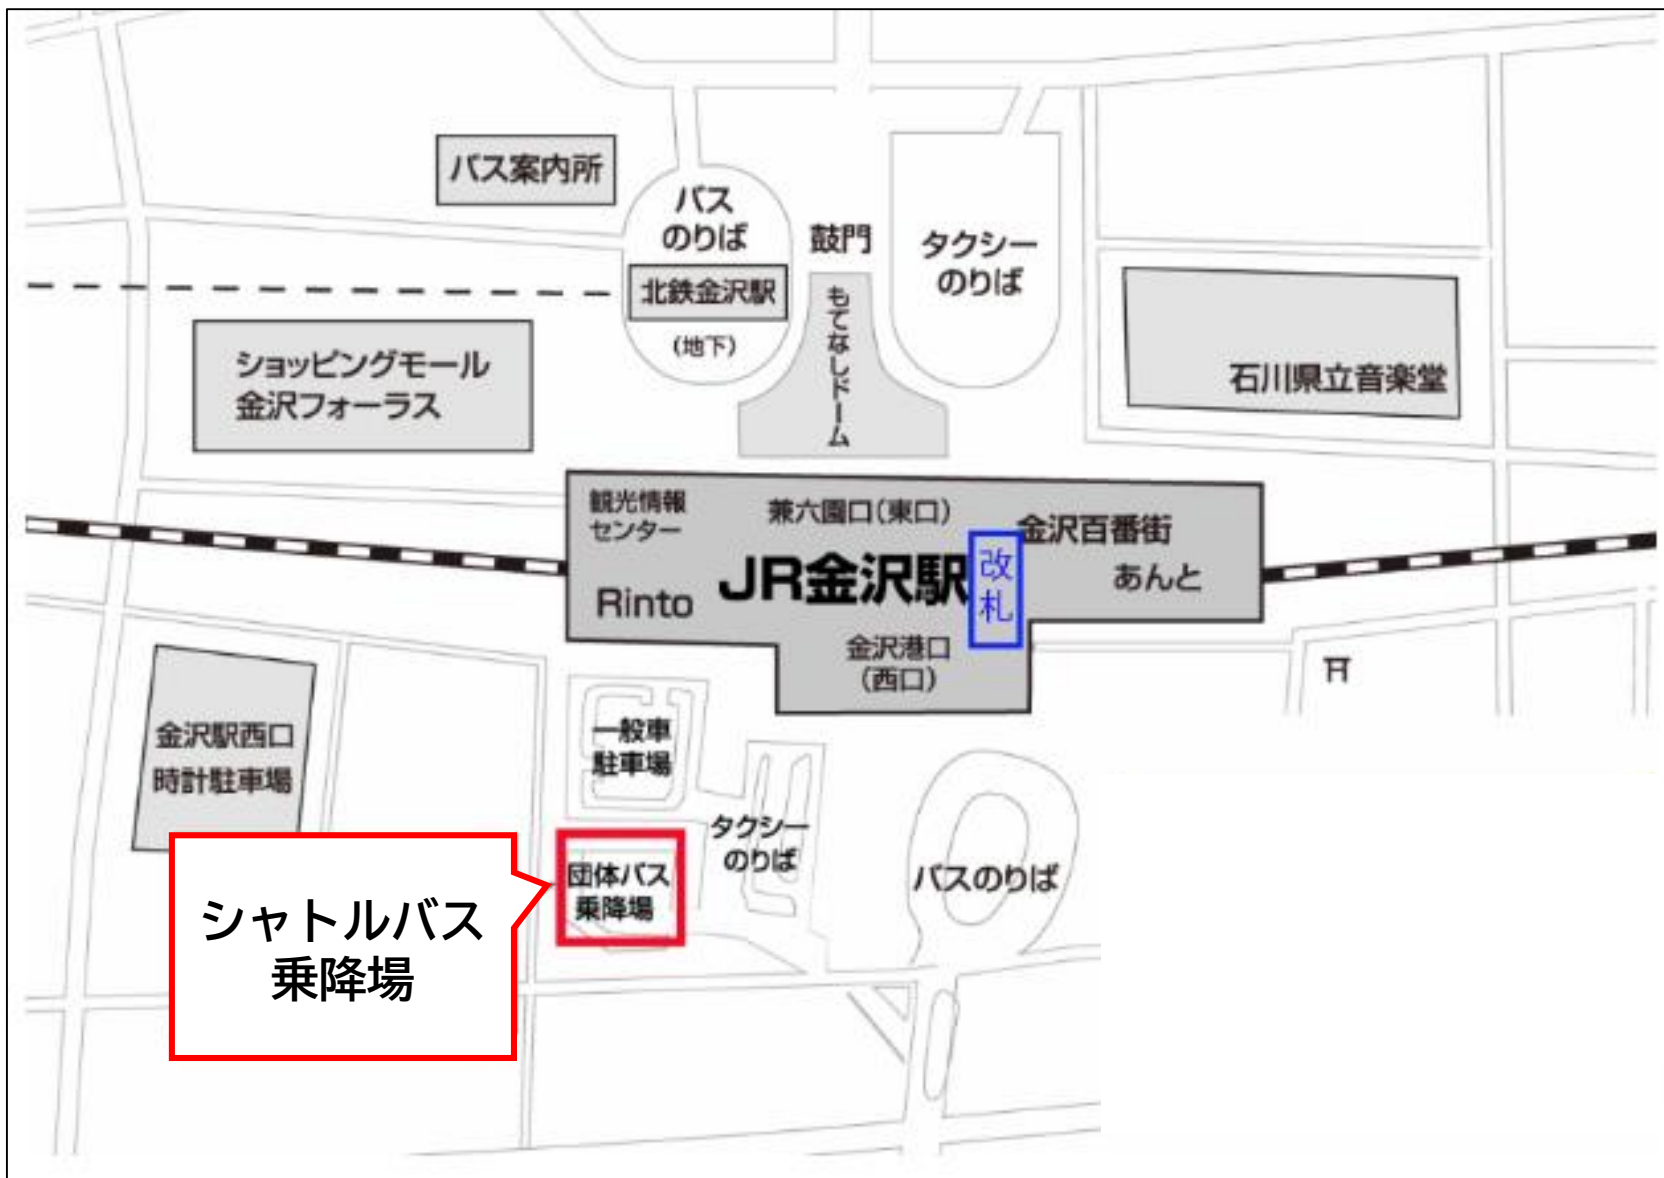 バス案内所
バス
のりば
北鉄金沢駅
(地下)
鼓門
もてなしドーム
タクシー
のりば
石川県立音楽堂
ショッピングモール
金沢フォーラス
観光情報
センター
兼六園口(東口)
金沢百番街
JR金沢駅
改
札
あんと
Rinto
金沢港口
(西口)
金沢駅西口
時計駐車場
一般車
駐車場
タクシー
のりば
バスのりば
団体バス
乗降場
シャトルバス
乗降場